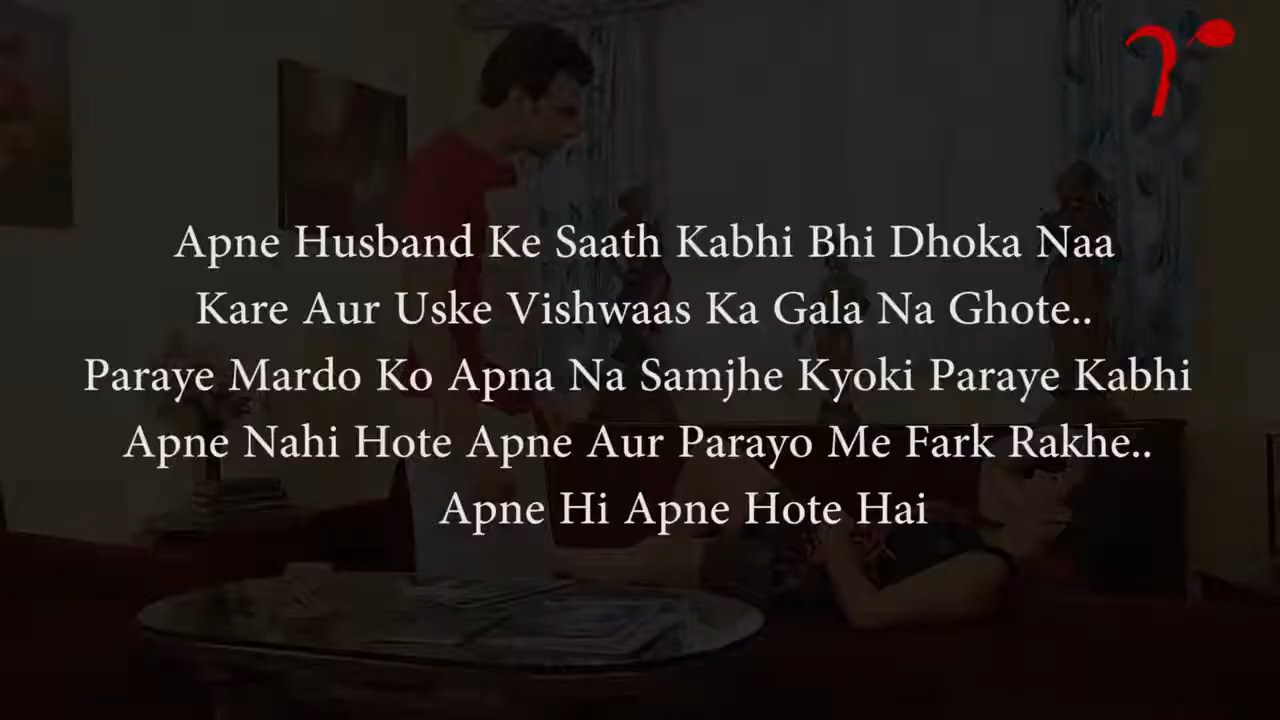 Apne Husband Ke Saath Kabhi Bhi Dhoka Naa
Kare Aur Uske Vishwaas Ka Gala Na Ghote..
Paraye Mardo Ko Apna Na Samjhe Kyoki Paraye Kabhi
Apne Nahi Hote Apne Aur Parayo Me Fark Rakhe..
Apne Hi Apne Hote Hai